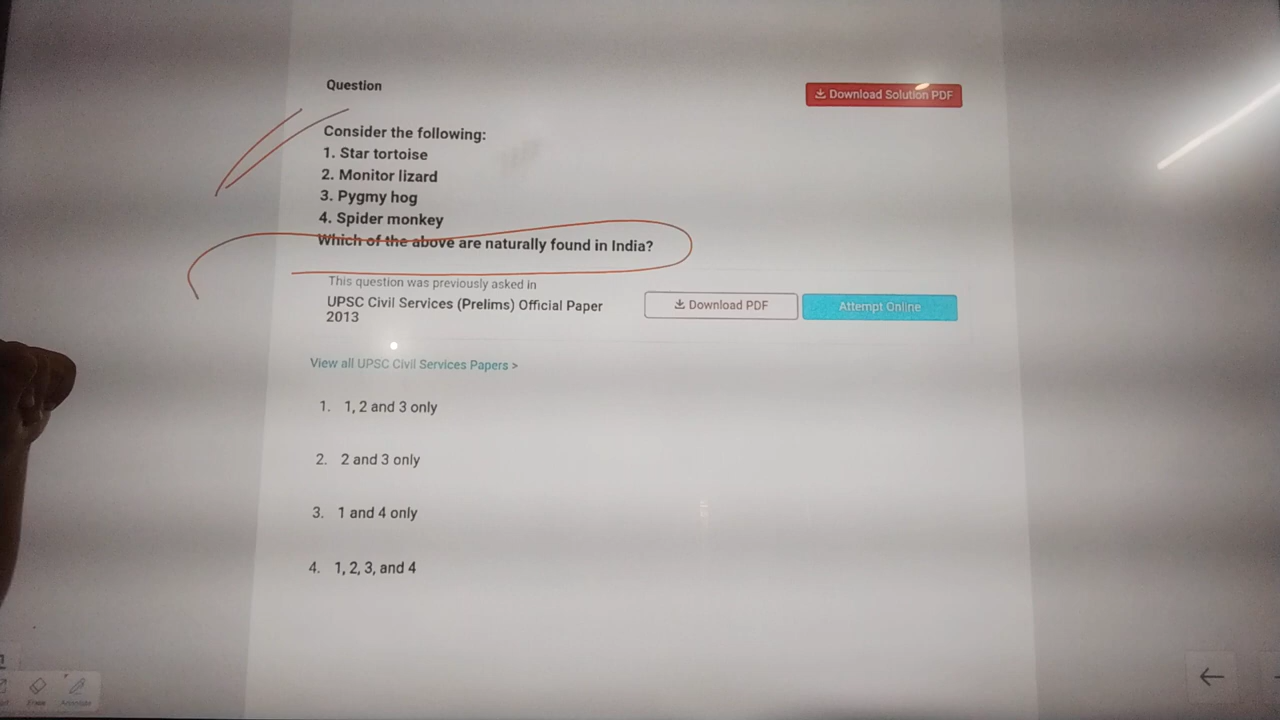 Question
Download Solution PDF
Consider the following:
1. Star tortoise
2. Monitor lizard
3. Pygmy hog
4. Spider monkey
Which of the above are naturally found in India?
This question was previously asked in
UPSC Civil Services (Prelims) Official Paper
2013
Download PDF
Attempt Online
View all UPSC Civil Services Papers >
1. 1, 2 and 3 only
2. 2 and 3 only
3. 1 and 4 only
4. 1, 2, 3, and 4